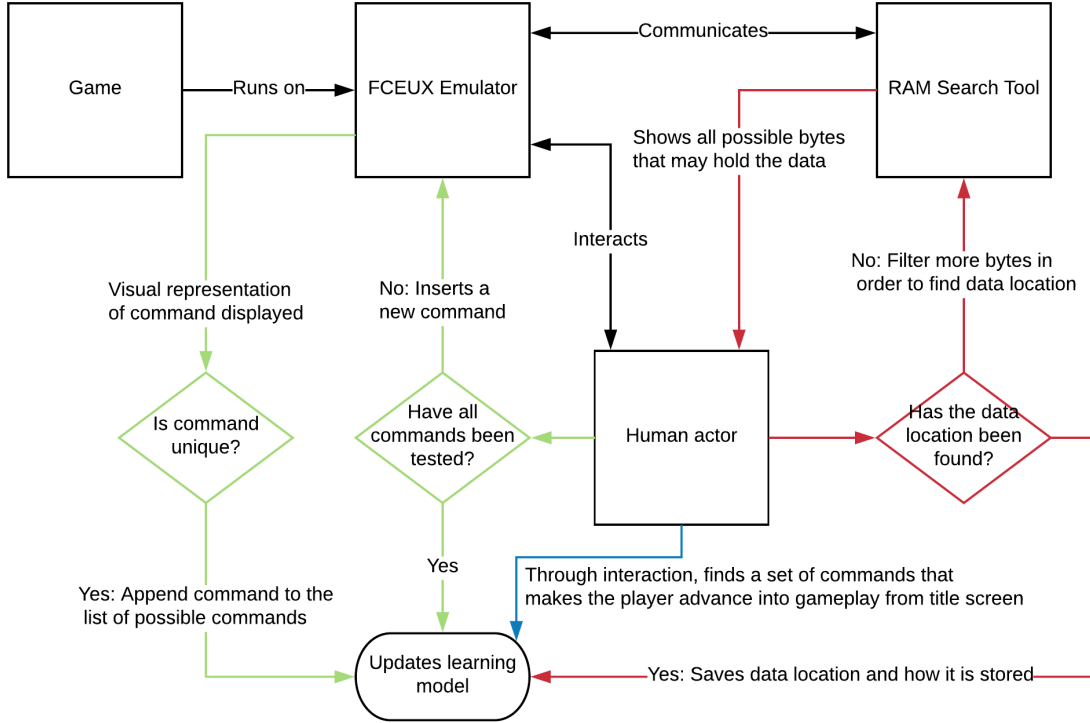 Game
Runs on
FCEUX Emulator
Communicates
RAM Search Tool
Shows all possible bytes
that may hold the data
Interacts
Visual representation
of command displayed
No: Inserts a
new command
No: Filter more bytes in
order to find data location
Is command
unique?
Have all
commands been
tested?
Human actor
Has the data
location been
found?
Yes
Yes: Append command to the
list of possible commands
Through interaction, finds a set of commands that
makes the player advance into gameplay from title screen
Updates learning
model
Yes: Saves data location and how it is stored